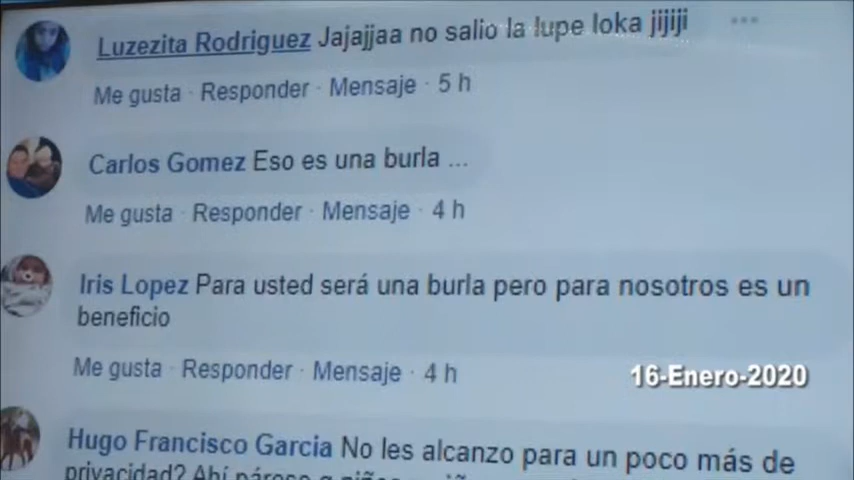 Luzezita Rodriguez Jajajjaa no salio la lupe loka jijiji ...
Me gusta · Responder · Mensaje · 5 h
Carlos Gomez Eso es una burla ...
Me gusta · Responder · Mensaje · 4 h
Iris Lopez Para usted será una burla pero para nosotros es un
beneficio
Me gusta · Responder · Mensaje · 4 h
16-Enero-2020
Hugo Francisco Garcia No les alcanzo para un poco más de
privacidad? Ahí